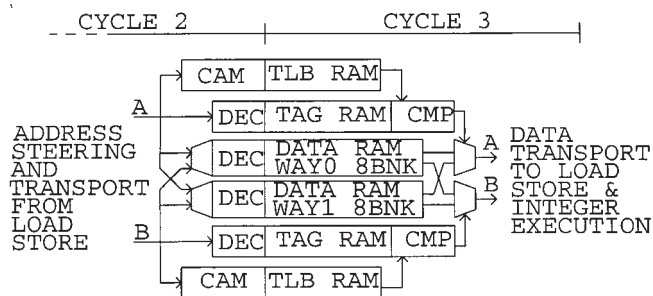 CYCLE 2 CYCLE 3
CAM TLB RAM
A DEC TAG RAM CMP
ADDRESS STEERING AND TRANSPORT FROM LOAD STORE
DEC DATA RAM WAY0 8BNK
DEC DATA RAM WAY1 8BNK
A
B
DATA TRANSPORT TO LOAD STORE & INTEGER EXECUTION
B DEC TAG RAM CMP
CAM TLB RAM